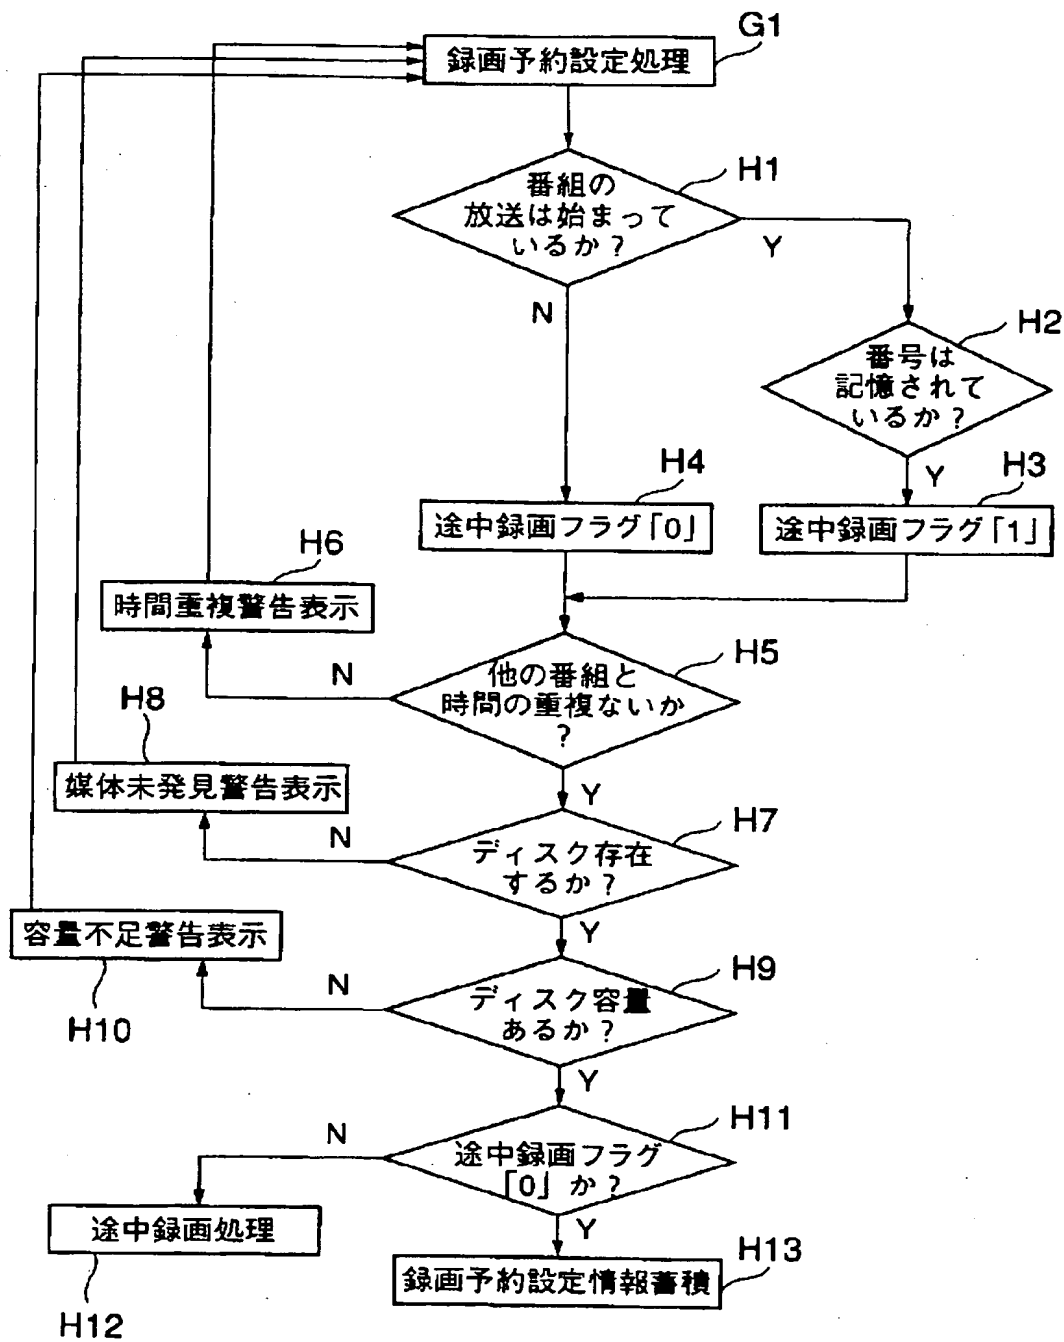 G1
録画予約設定処理
H1
番組の
放送は始まって
いるか？
Y
N
H2
番号は
記憶されて
いるか？
Y
H4
途中録画フラグ「0」
H3
途中録画フラグ「1」
H6
時間重複警告表示
H5
他の番組と
時間の重複ないか
？
N
Y
H8
媒体未発見警告表示
H7
ディスク存在
するか？
N
Y
容量不足警告表示
H10
H9
ディスク容量
あるか？
N
Y
H11
途中録画フラグ
「0」か？
N
Y
途中録画処理
H12
H13
録画予約設定情報蓄積